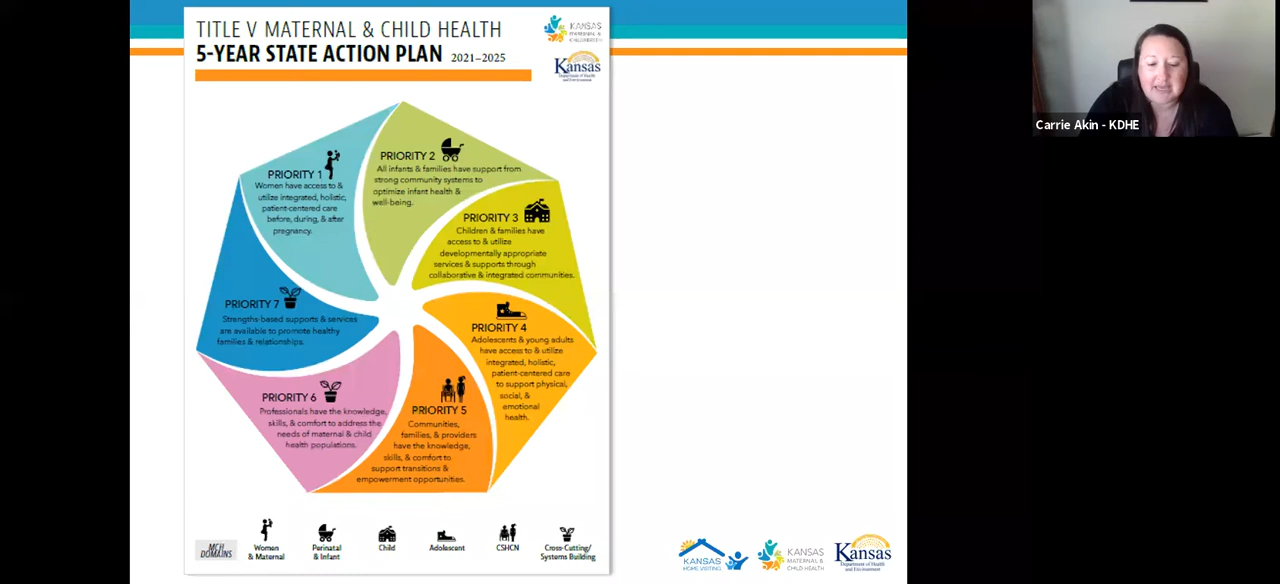 TITLE V MATERNAL & CHILD HEALTH
5-YEAR STATE ACTION PLAN 2021–2025
KANSAS
MATERNAL &
CHILD HEALTH
Kansas
Department of Health
and Environment
PRIORITY 1
Women have access to &
utilize integrated, holistic,
patient-centered care
before, during, & after
pregnancy.
PRIORITY 2
All infants & families have support from
strong community systems to
optimize infant health &
well-being.
PRIORITY 3
Children & families have
access to & utilize
developmentally appropriate
services & supports through
collaborative & integrated communities.
PRIORITY 4
Adolescents & young adults
have access to & utilize
integrated, holistic,
patient-centered care
to support physical,
social, &
emotional
health.
PRIORITY 5
Communities,
families, & providers
have the knowledge,
skills, & comfort to
support transitions &
empowerment opportunities.
PRIORITY 6
Professionals have the knowledge,
skills, & comfort to address the
needs of maternal & child
health populations.
PRIORITY 7
Strengths-based supports & services
are available to promote healthy
families & relationships.
MCH
DOMAINS
Women
& Maternal
Perinatal
& Infant
Child
Adolescent
CSHCN
Cross-Cutting/
Systems Building
KANSAS
HOME VISITING
KANSAS
MATERNAL &
CHILD HEALTH
Kansas
Department of Health
and Environment
Carrie Akin - KDHE